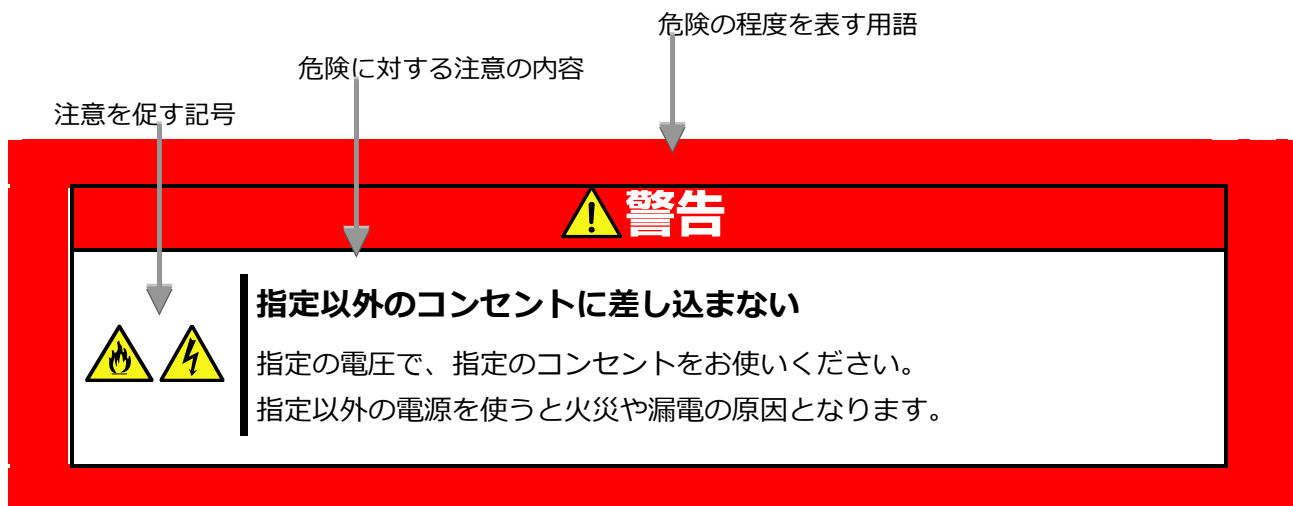 危険の程度を表す用語
危険に対する注意の内容
注意を促す記号
警告
指定以外のコンセントに差し込まない
指定の電圧で、指定のコンセントをお使いください。
指定以外の電源を使うと火災や漏電の原因となります。